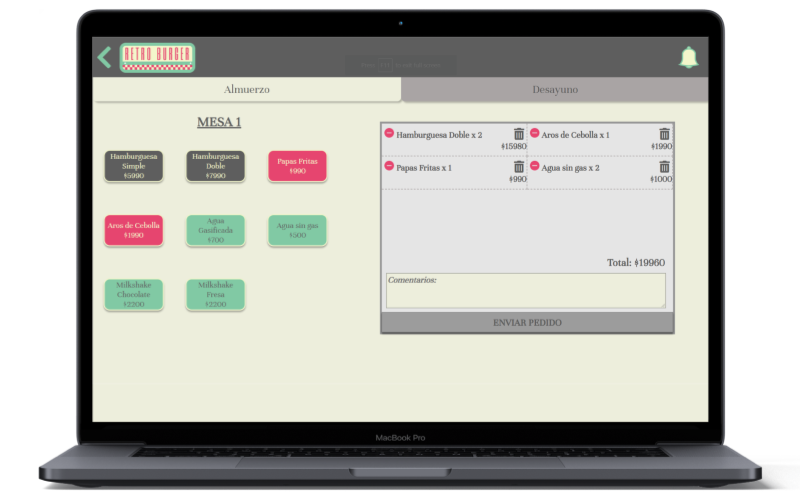 RETRO BURGER
Almuerzo
Desayuno
MESA 1
Hamburguesa
Simple
$5990
Hamburguesa
Doble
$7990
Papas Fritas
$990
Aros de Cebolla
$1990
Agua
Gasificada
$700
Agua sin gas
$500
Milkshake
Chocolate
$2200
Milkshake
Fresa
$2200
Hamburguesa Doble x 2
$15980
Aros de Cebolla x 1
$1990
Papas Fritas x 1
$990
Agua sin gas x 2
$1000
Total: $19960
Comentarios:
ENVIAR PEDIDO
MacBook Pro